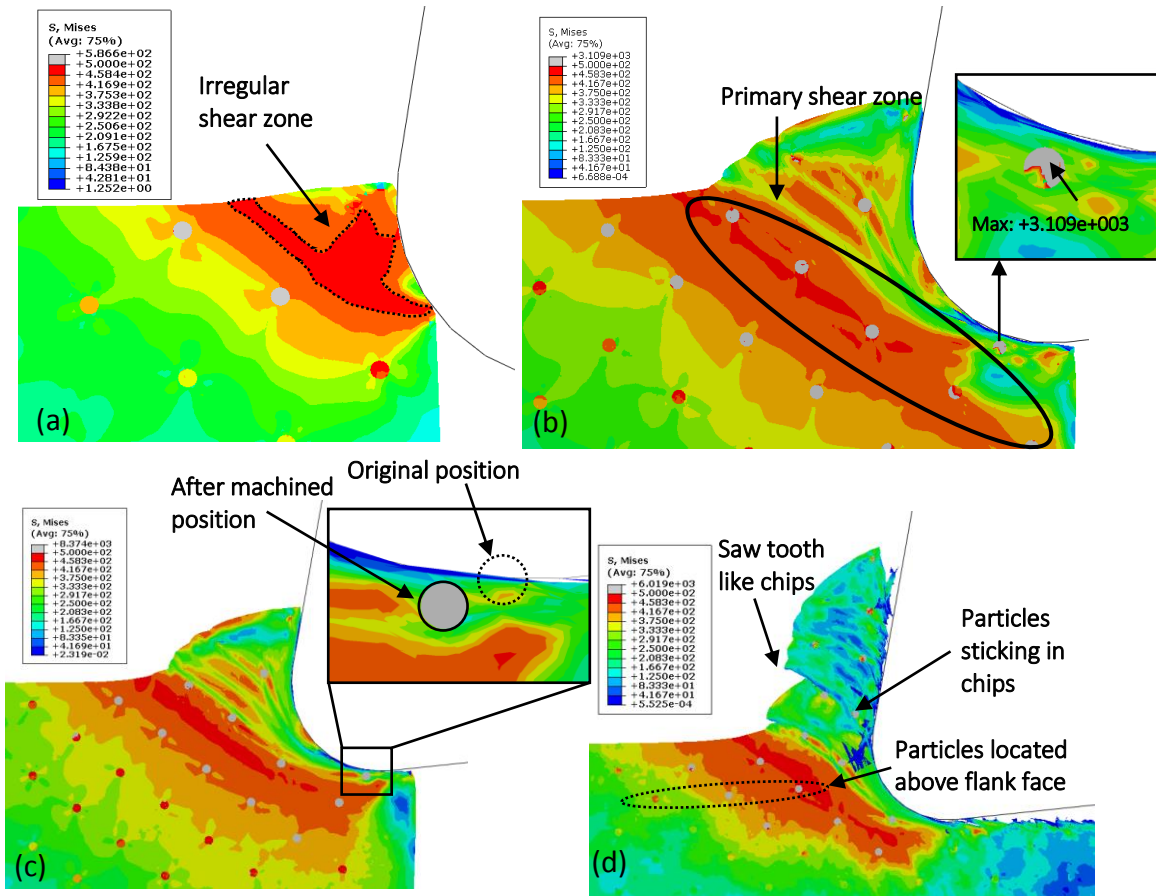 S, Mises
(Avg: 75%)
+5.866e+02
+5.000e+02
+4.584e+02
+4.169e+02
+3.753e+02
+3.338e+02
+2.922e+02
+2.506e+02
+2.091e+02
+1.675e+02
+1.259e+02
+8.438e+01
+4.281e+01
+1.252e+00
Irregular
shear zone
(a)
S, Mises
(Avg: 75%)
+3.109e+03
+5.000e+02
+4.583e+02
+4.167e+02
+3.750e+02
+3.333e+02
+2.917e+02
+2.500e+02
+2.083e+02
+1.667e+02
+1.250e+02
+8.333e+01
+4.167e+01
+6.688e-04
Primary shear zone
Max: +3.109e+003
(b)
S, Mises
(Avg: 75%)
+8.374e+03
+5.000e+02
+4.583e+02
+4.167e+02
+3.750e+02
+3.333e+02
+2.917e+02
+2.500e+02
+2.083e+02
+1.667e+02
+1.250e+02
+8.335e+01
+4.169e+01
+2.319e-02
After machined
position
Original position
(c)
S, Mises
(Avg: 75%)
+6.019e+03
+5.000e+02
+4.583e+02
+4.167e+02
+3.750e+02
+3.333e+02
+2.917e+02
+2.500e+02
+2.083e+02
+1.667e+02
+1.250e+02
+8.333e+01
+4.167e+01
+5.525e-04
Saw tooth
like chips
Particles
sticking in
chips
Particles located
above flank face
(d)